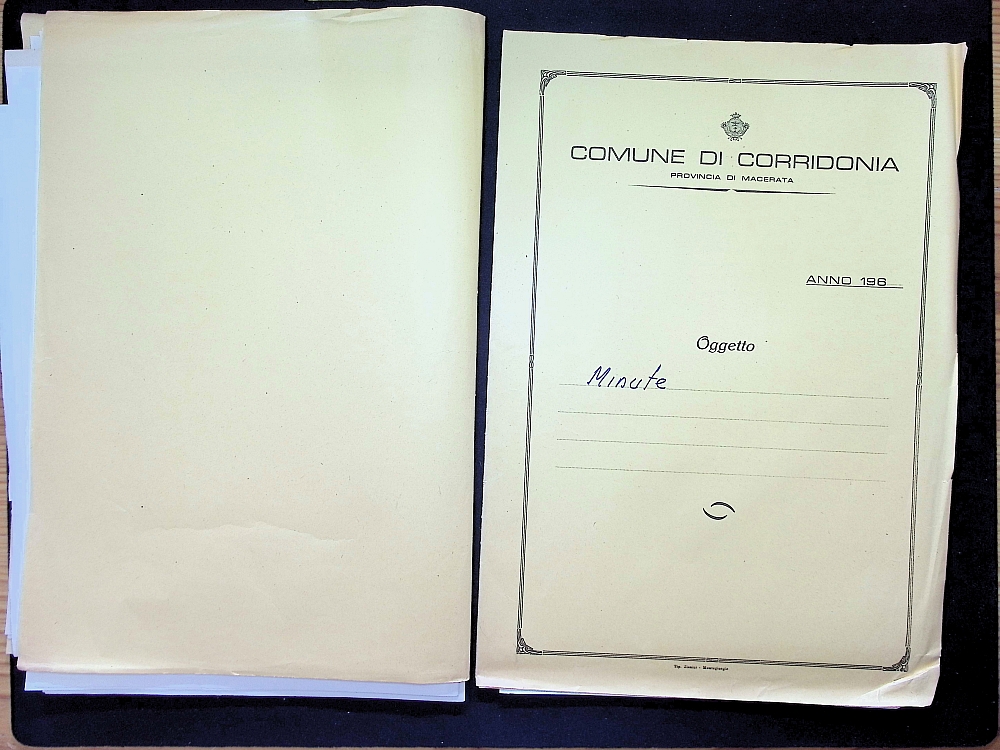 COMUNE DI CORRIDONIA
PROVINCIA DI MACERATA
ANNO 196
Oggetto
Minute